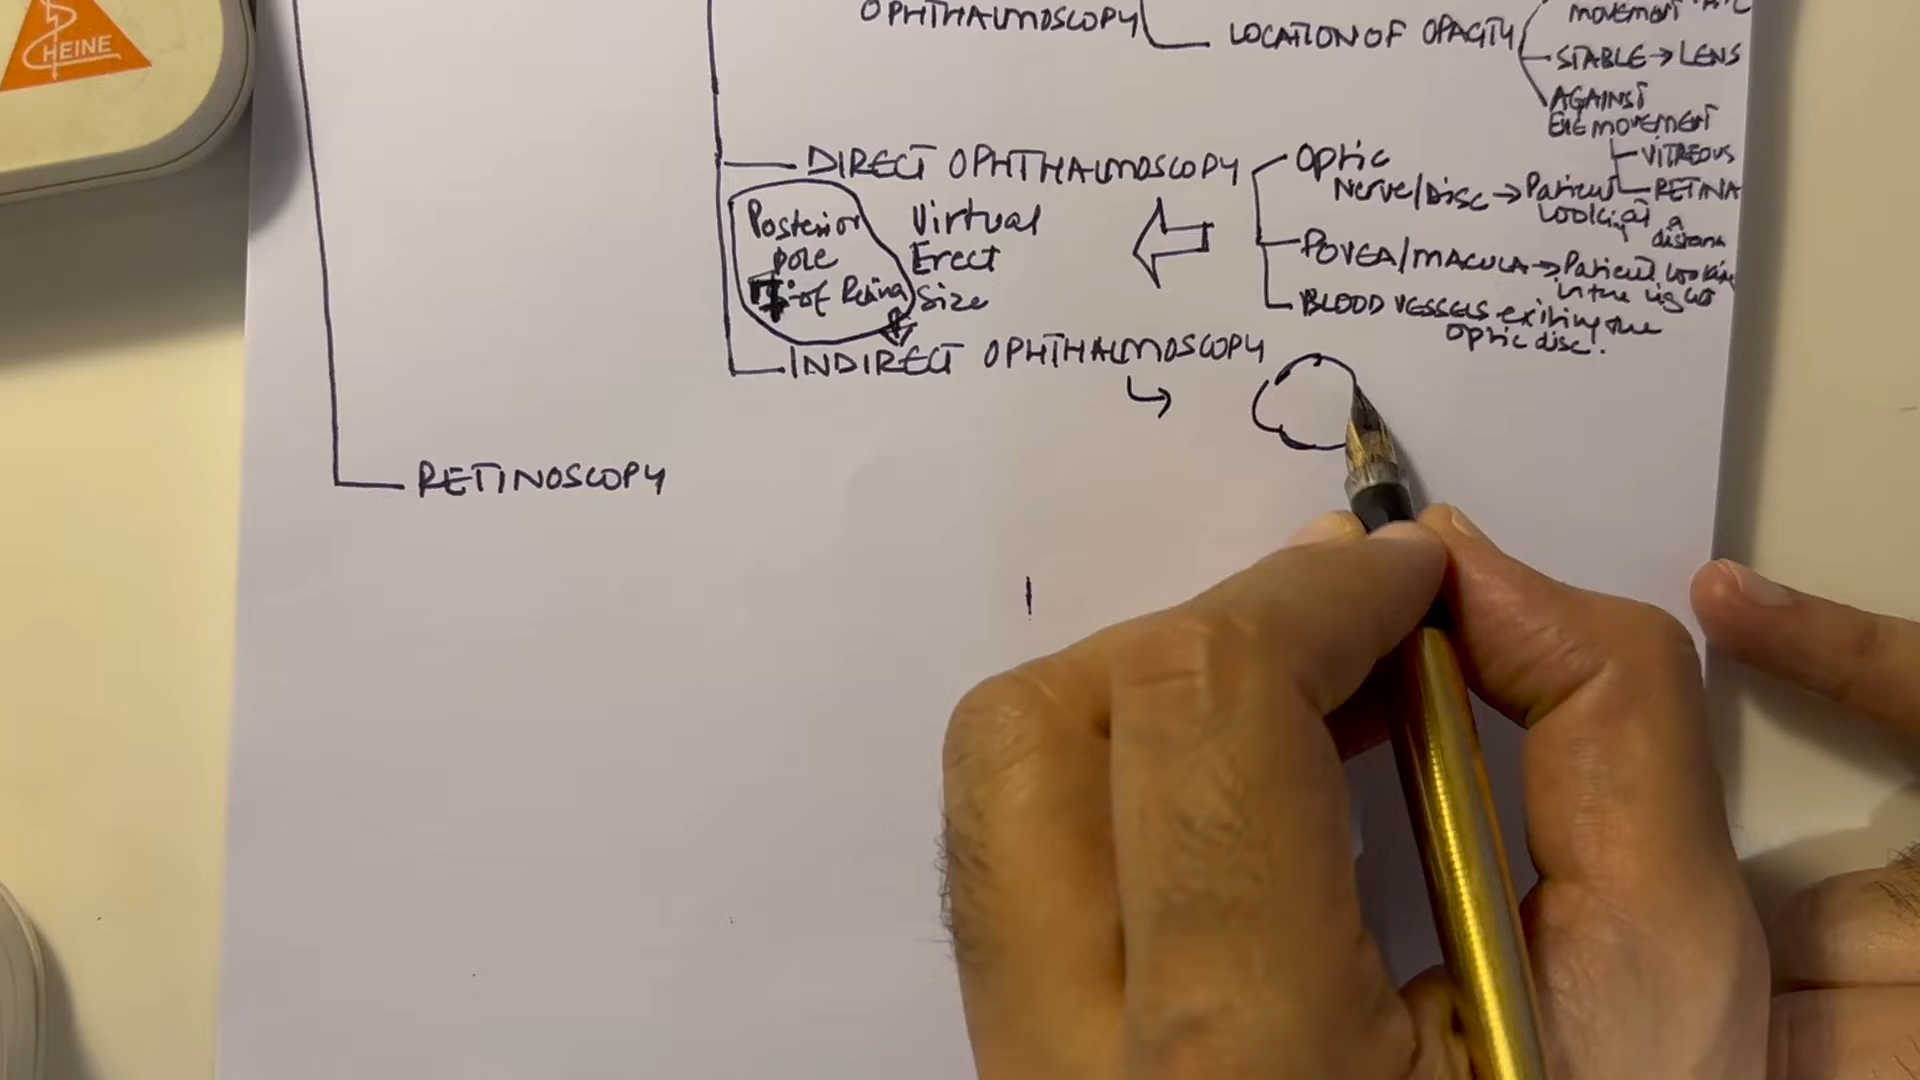 HEINE
OPHTHALMOSCOPY
LOCATION OF OPACITY
MOVEMENT
STABLE → LENS
AGAINST
EYE MOVEMENT
VITREOUS
RETINA
DIRECT OPHTHALMOSCOPY
Optic
Nerve/Disc → Patient
looking at a
distance
FOVEA/MACULA → Patient looking
in the light
BLOOD VESSELS exiting the
optic disc.
Posterior
pole
of Retina
Virtual
Erect
Size
INDIRECT OPHTHALMOSCOPY
RETINOSCOPY